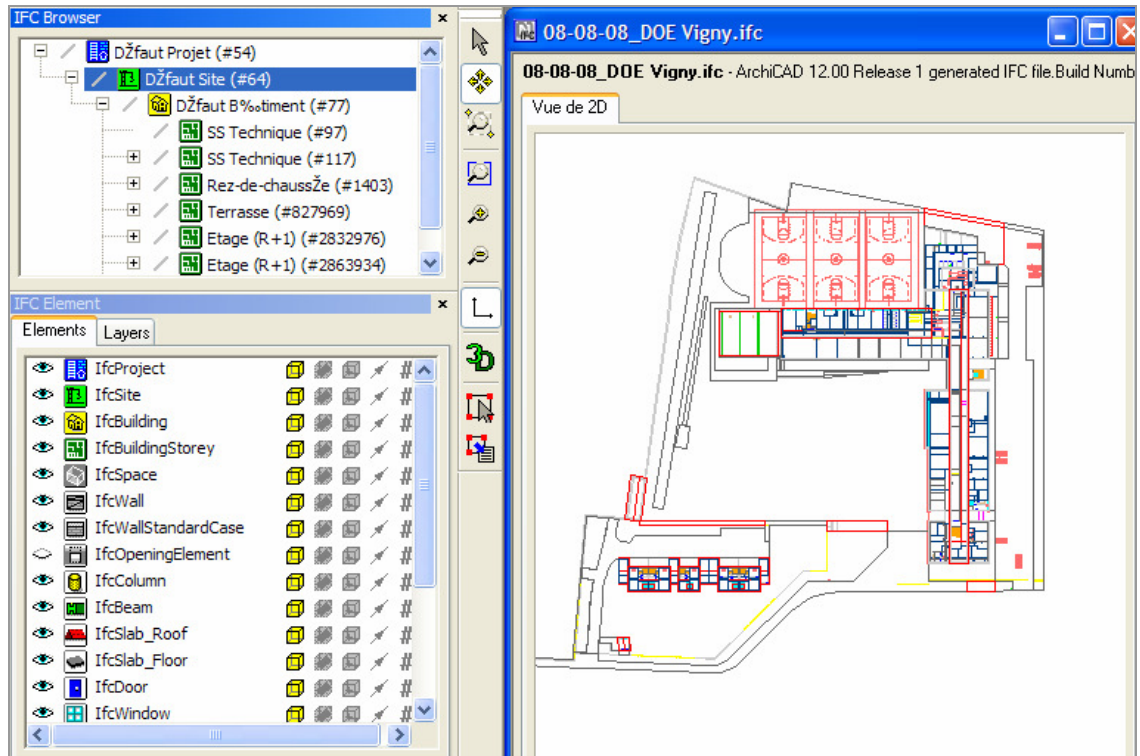 IFC Browser
DŽfaut Projet (#54)
DŽfaut Site (#64)
DŽfaut B‰timent (#77)
SS Technique (#97)
SS Technique (#117)
Rez-de-chaussŽe (#1403)
Terrasse (#827969)
Etage (R+1) (#2832976)
Etage (R+1) (#2863934)
IFC Element
Elements
Layers
IfcProject
IfcSite
IfcBuilding
IfcBuildingStorey
IfcSpace
IfcWall
IfcWallStandardCase
IfcOpeningElement
IfcColumn
IfcBeam
IfcSlab_Roof
IfcSlab_Floor
IfcDoor
IfcWindow
3D
08-08-08_DOE Vigny.ifc
08-08-08_DOE Vigny.ifc - ArchiCAD 12.00 Release 1 generated IFC file.Build Numb
Vue de 2D